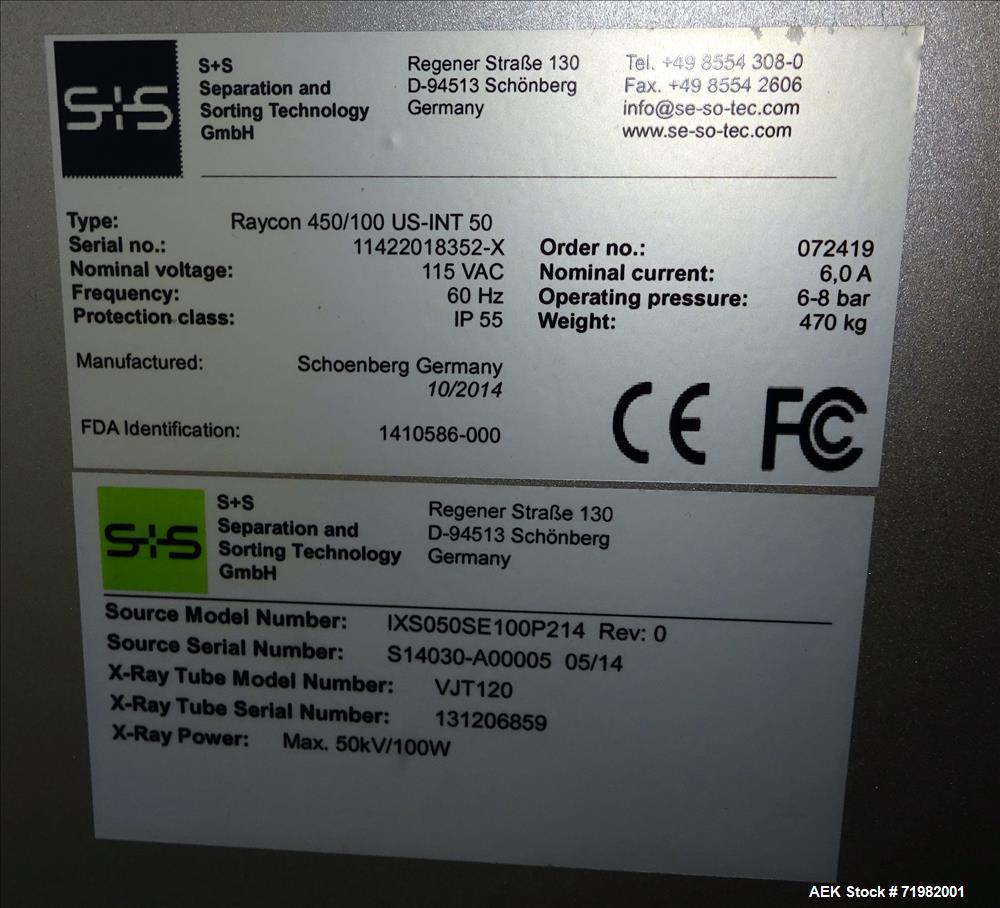 S+S
S+S
Separation and
Sorting Technology
GmbH
Regener Straße 130
D-94513 Schönberg
Germany
Tel. +49 8554 308-0
Fax. +49 8554 2606
info@se-so-tec.com
www.se-so-tec.com
Type: Raycon 450/100 US-INT 50
Serial no.: 11422018352-X Order no.: 072419
Nominal voltage: 115 VAC Nominal current: 6,0 A
Frequency: 60 Hz Operating pressure: 6-8 bar
Protection class: IP 55 Weight: 470 kg
Manufactured: Schoenberg Germany
10/2014
FDA Identification: 1410586-000
CE FCC
S+S
S+S
Separation and
Sorting Technology
GmbH
Regener Straße 130
D-94513 Schönberg
Germany
Source Model Number: IXS050SE100P214 Rev: 0
Source Serial Number: S14030-A00005 05/14
X-Ray Tube Model Number: VJT120
X-Ray Tube Serial Number: 131206859
X-Ray Power: Max. 50kV/100W
AEK Stock # 71982001